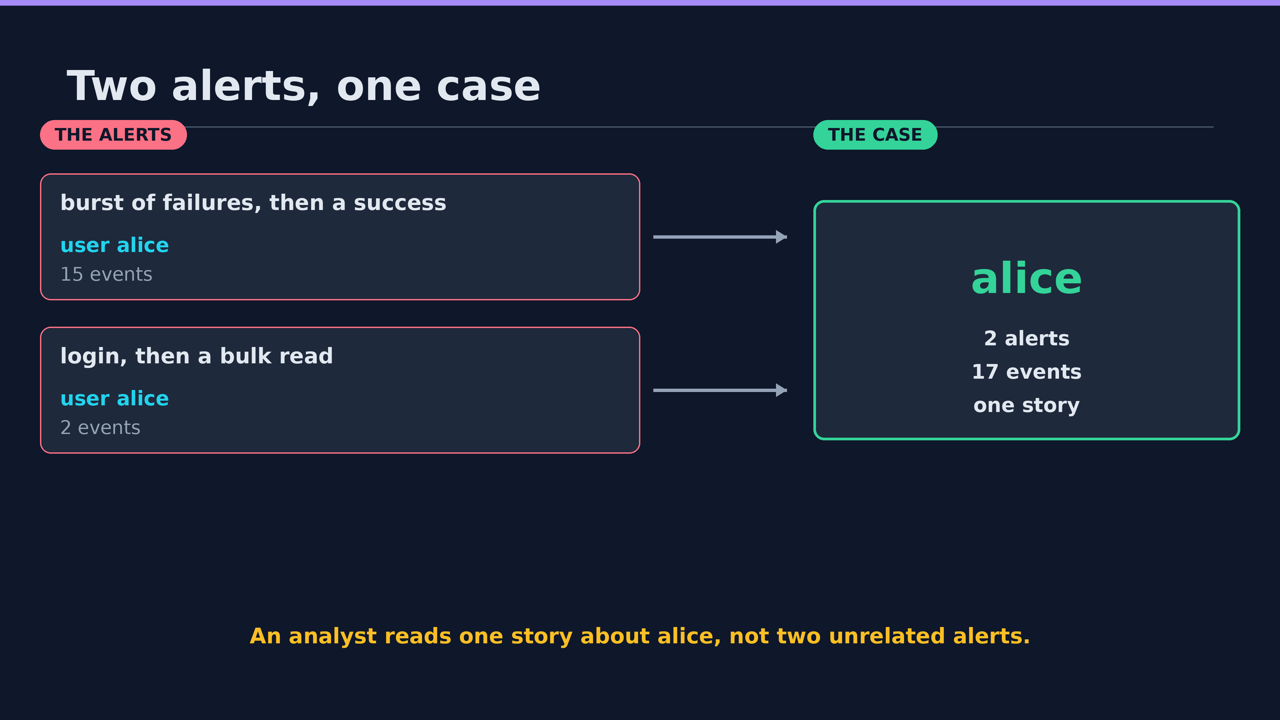 Two alerts, one case
THE ALERTS
burst of failures, then a success
user alice
15 events
login, then a bulk read
user alice
2 events
THE CASE
alice
2 alerts
17 events
one story
An analyst reads one story about alice, not two unrelated alerts.